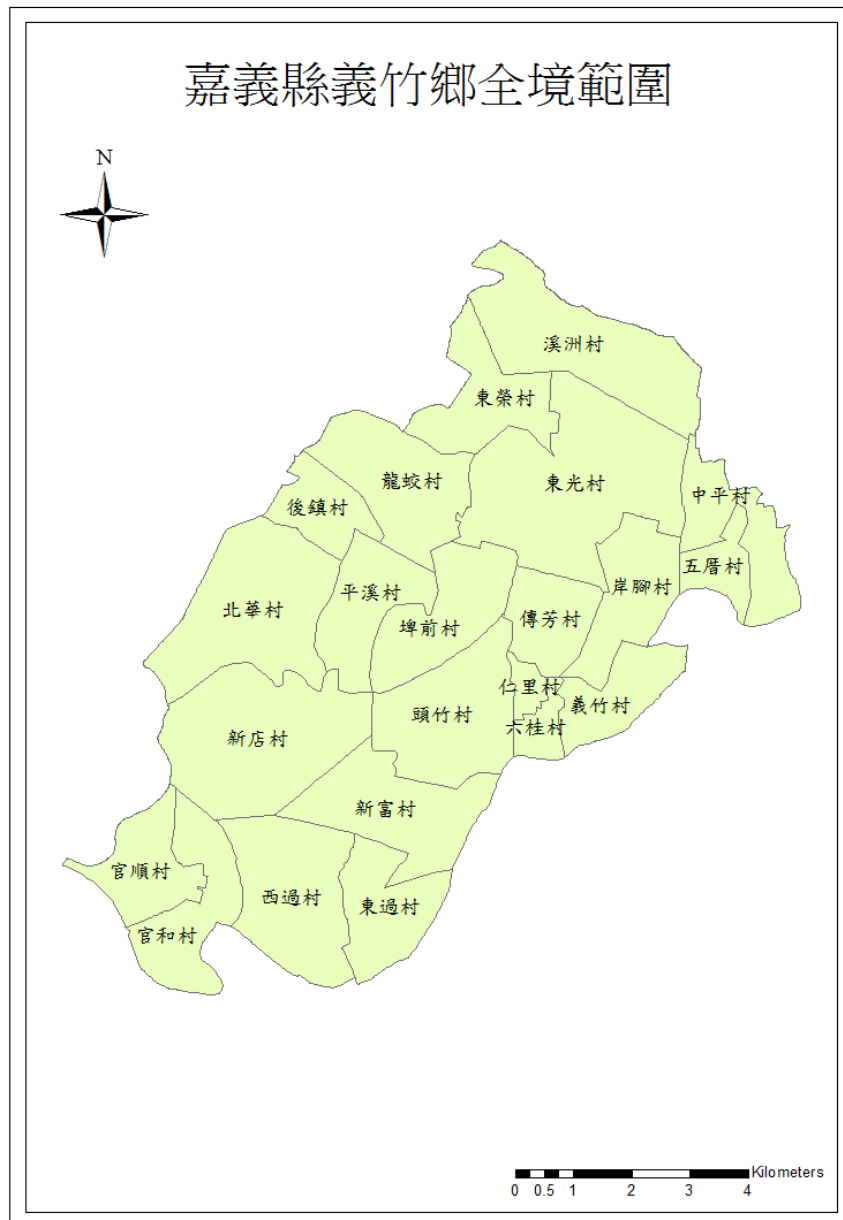 嘉義縣義竹鄉全境範圍
N
溪洲村
東榮村
龍蛟村
東光村
中平村
後鎮村
五厝村
岸腳村
平溪村
北華村
傳芳村
埤前村
仁里村
義竹村
頭竹村
六桂村
新店村
新富村
官順村
西過村
東過村
官和村
Kilometers
0 0.5 1 2 3 4